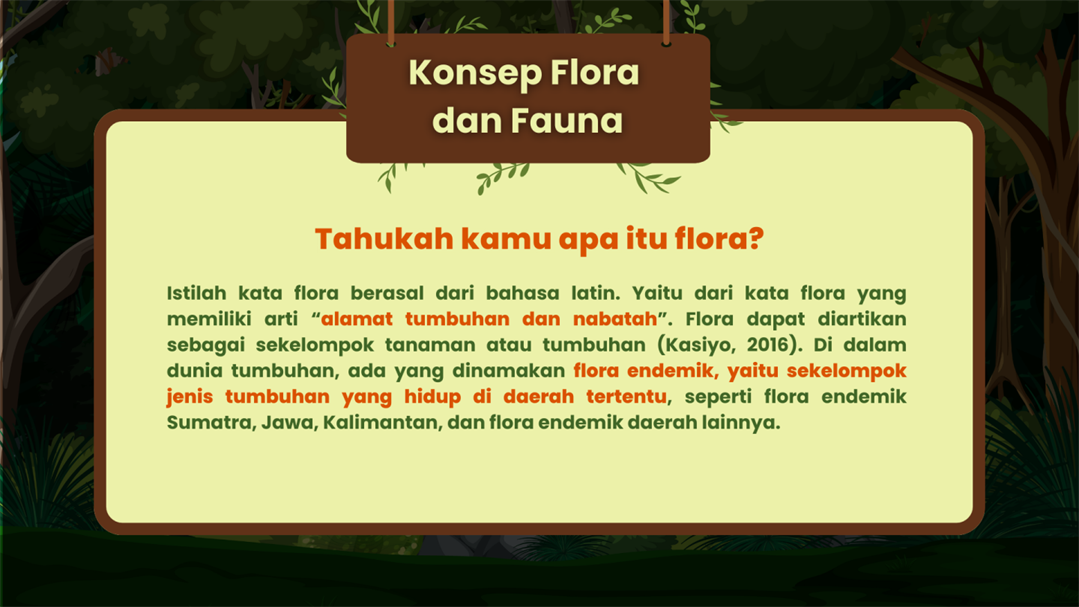 Konsep Flora
dan Fauna
Tahukah kamu apa itu flora?
Istilah kata flora berasal dari bahasa latin. Yaitu dari kata flora yang
memiliki arti “alamat tumbuhan dan nabatah”. Flora dapat diartikan
sebagai sekelompok tanaman atau tumbuhan (Kasiyo, 2016). Di dalam
dunia tumbuhan, ada yang dinamakan flora endemik, yaitu sekelompok
jenis tumbuhan yang hidup di daerah tertentu, seperti flora endemik
Sumatra, Jawa, Kalimantan, dan flora endemik daerah lainnya.